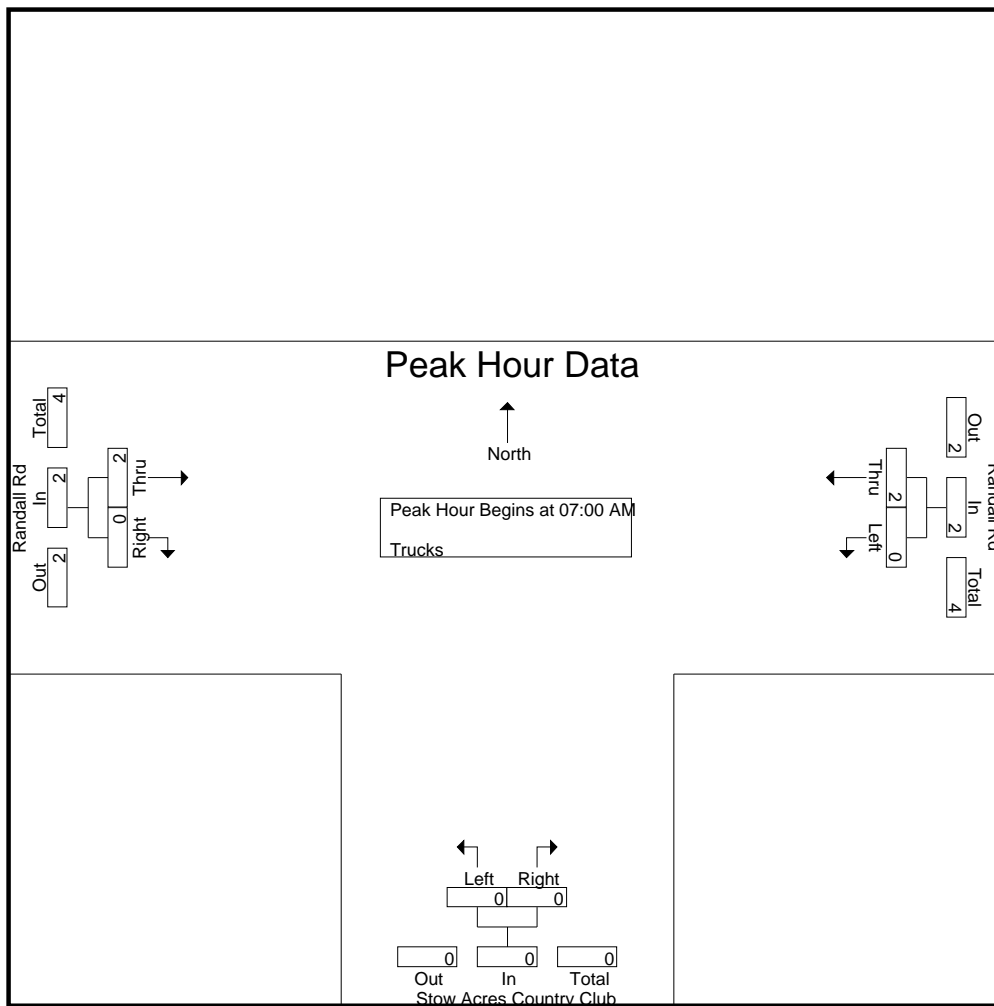 Peak Hour Data
North
Peak Hour Begins at 07:00 AM
Trucks
Randall Rd
Total
4
In
2
Out
2
Thru
2
Right
0
Randall Rd
Out
2
In
2
Total
4
Thru
2
Left
0
Left
0
Right
0
Out
0
In
0
Total
0
Stow Acres Country Club